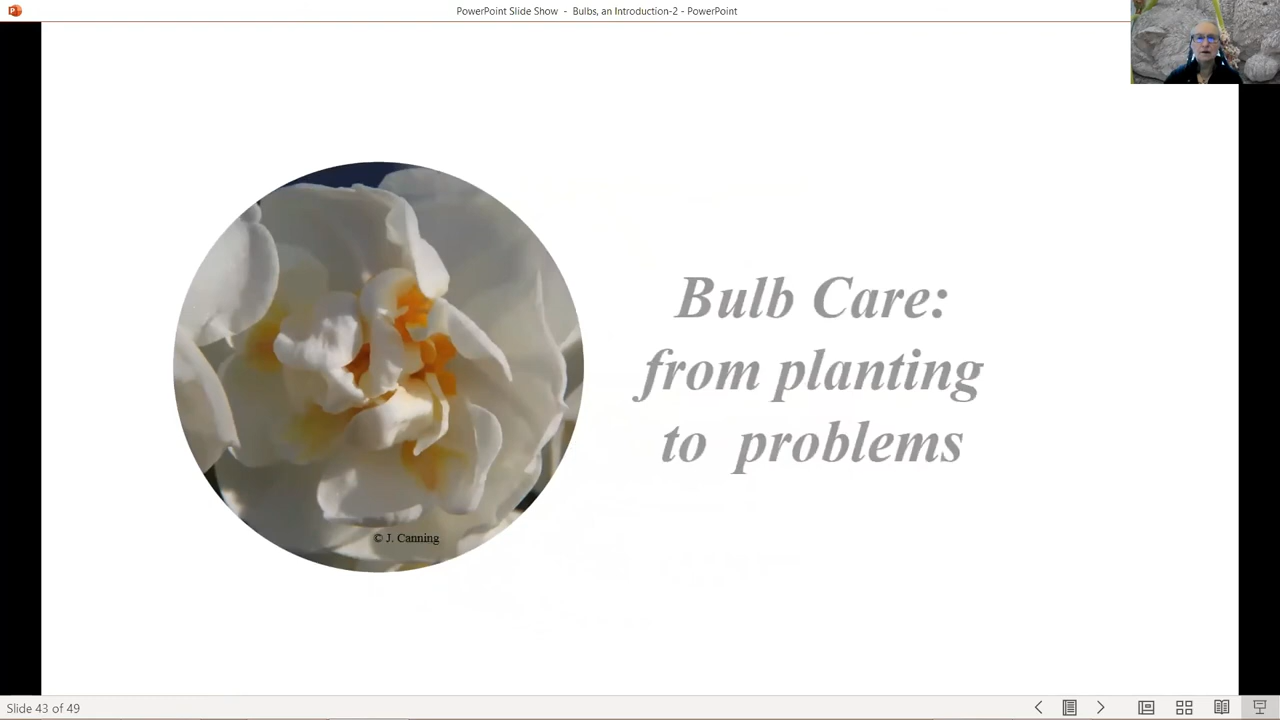 PowerPoint Slide Show - Bulbs, an Introduction-2 - PowerPoint
Bulb Care:
from planting
to problems
© J. Canning
Slide 43 of 49